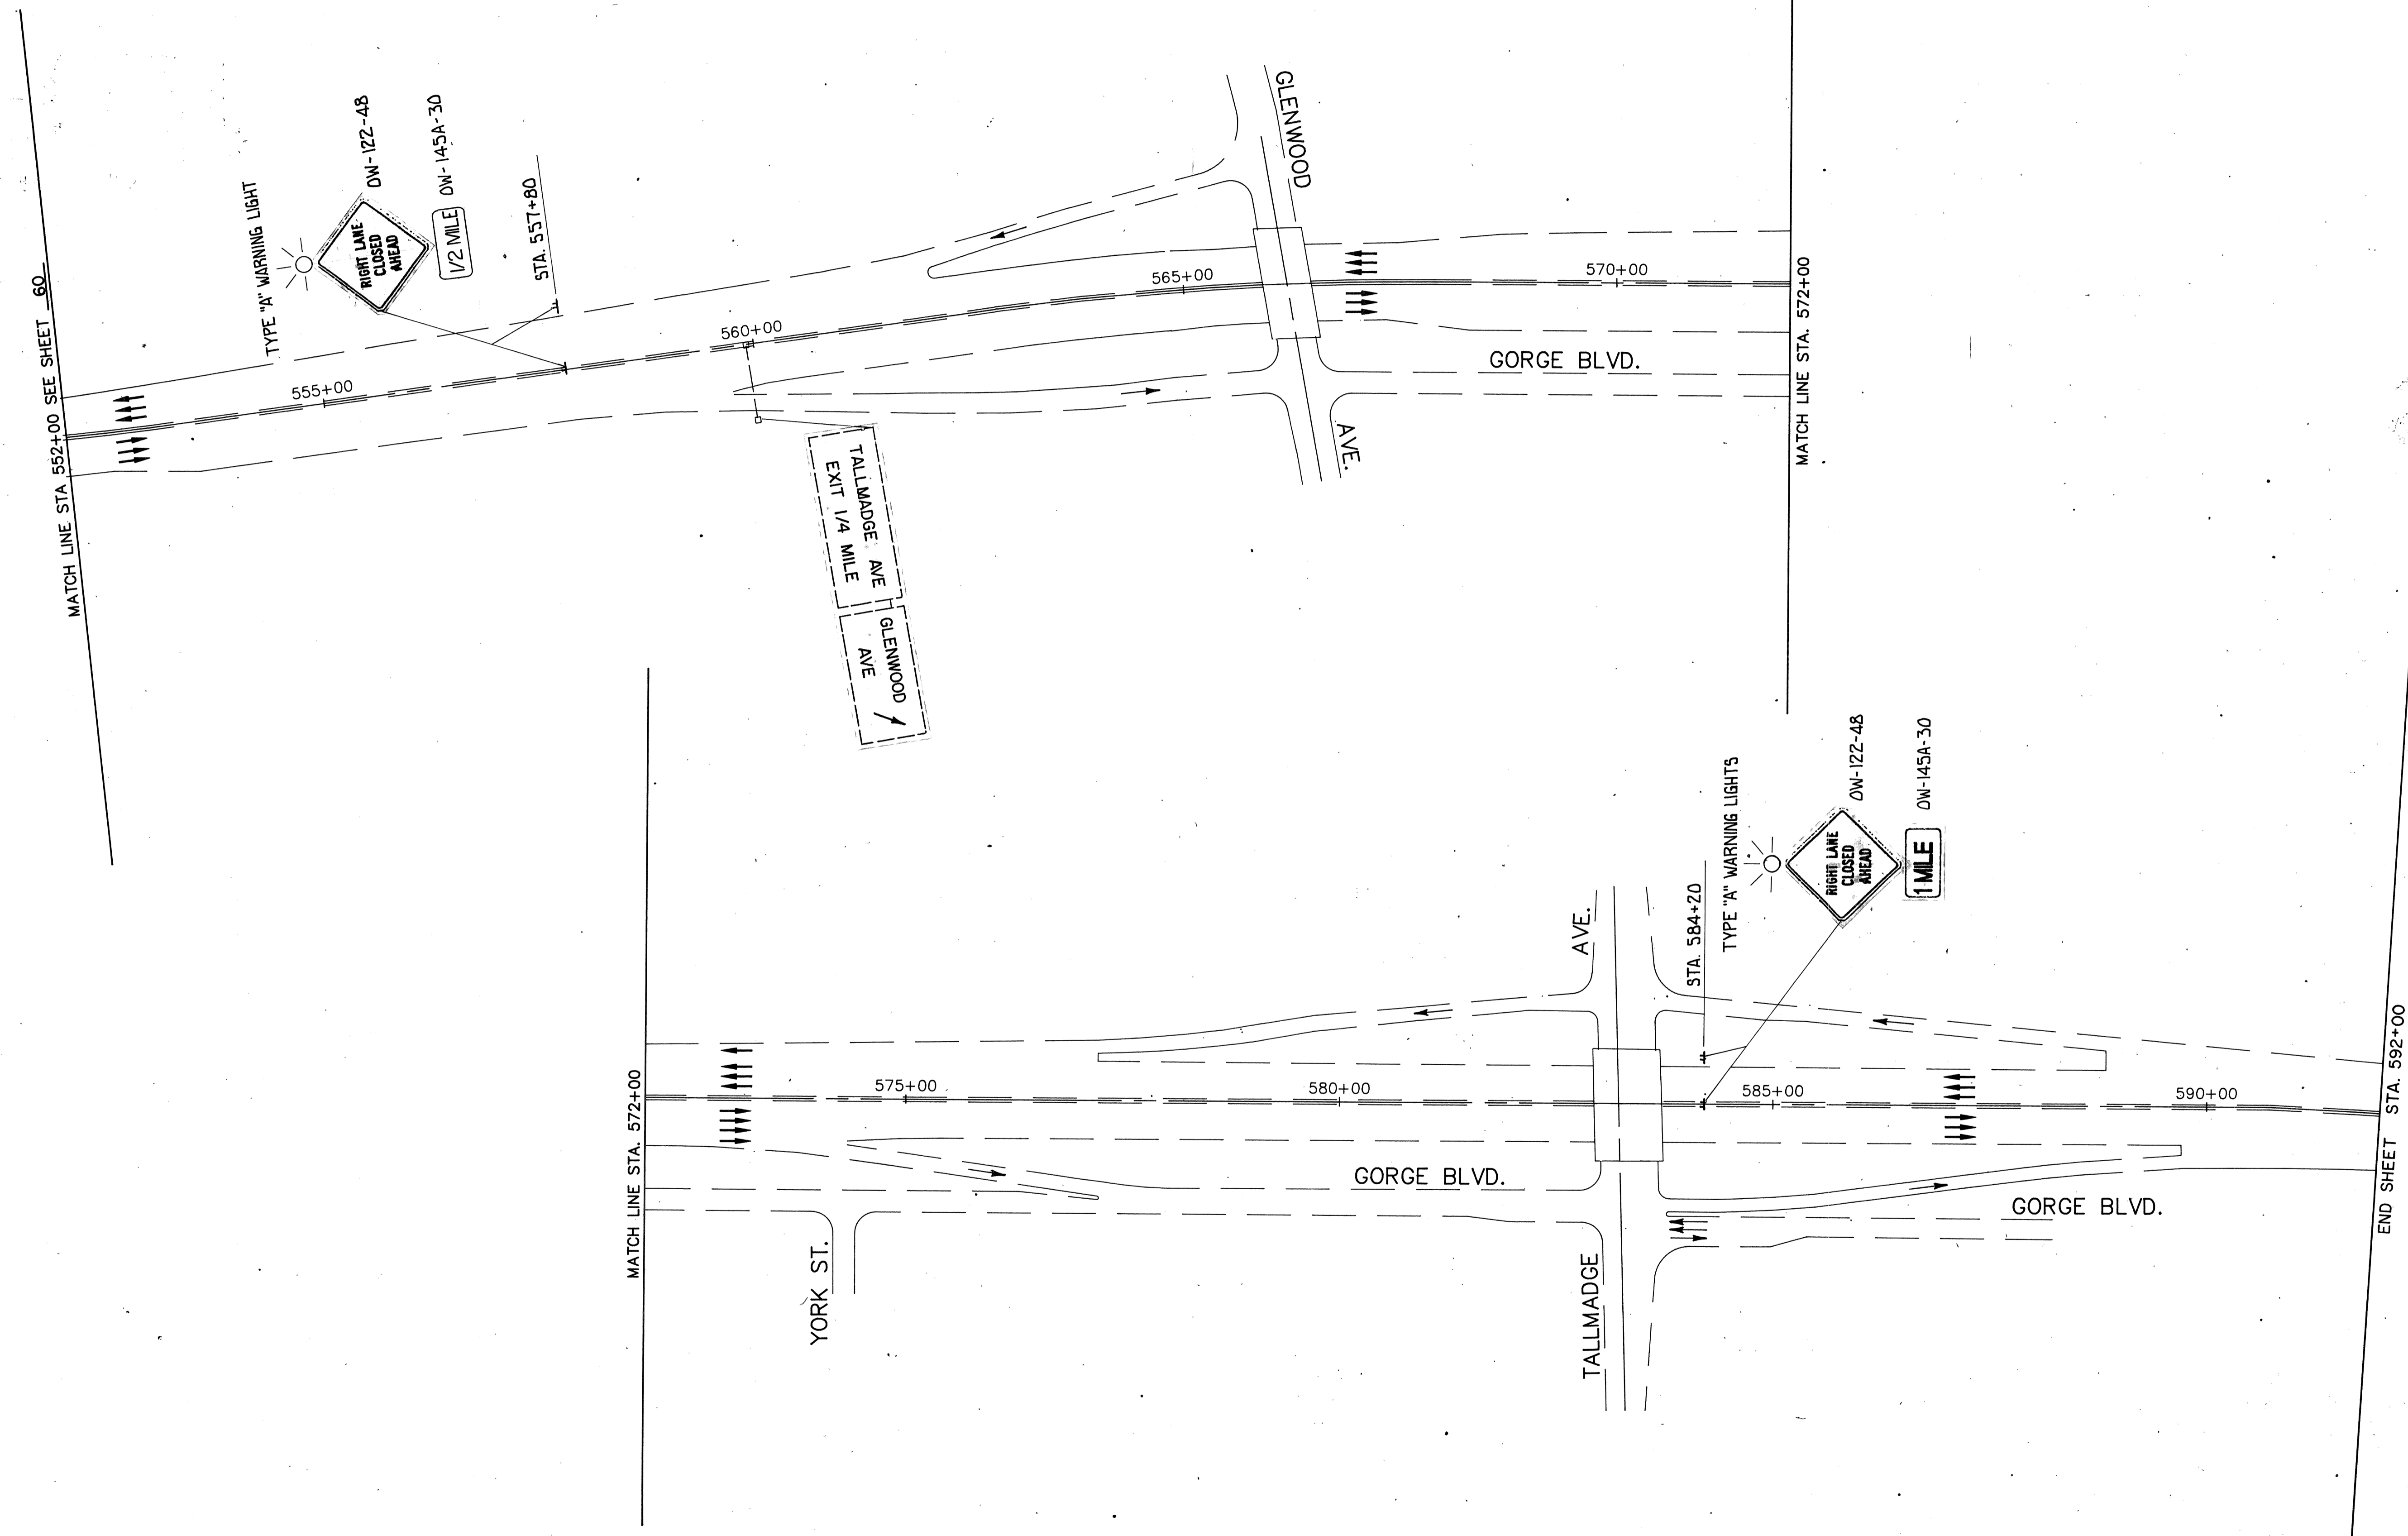 MATCH LINE STA 552+00 SEE SHEET 60
TYPE "A" WARNING LIGHT
RIGHT LANE
CLOSED
AHEAD
OW-122-48
1/2 MILE
OW-145A-30
STA. 557+80
555+00
560+00
565+00
570+00
GLENWOOD
AVE.
GORGE BLVD.
MATCH LINE STA. 572+00
TALLMADGE AVE
EXIT 1/4 MILE
GLENWOOD
AVE
MATCH LINE STA. 572+00
575+00
580+00
585+00
590+00
YORK ST.
GORGE BLVD.
TALLMADGE
AVE.
STA. 584+20
TYPE "A" WARNING LIGHTS
RIGHT LANE
CLOSED
AHEAD
OW-122-48
1 MILE
OW-145A-30
GORGE BLVD.
END SHEET STA. 592+00